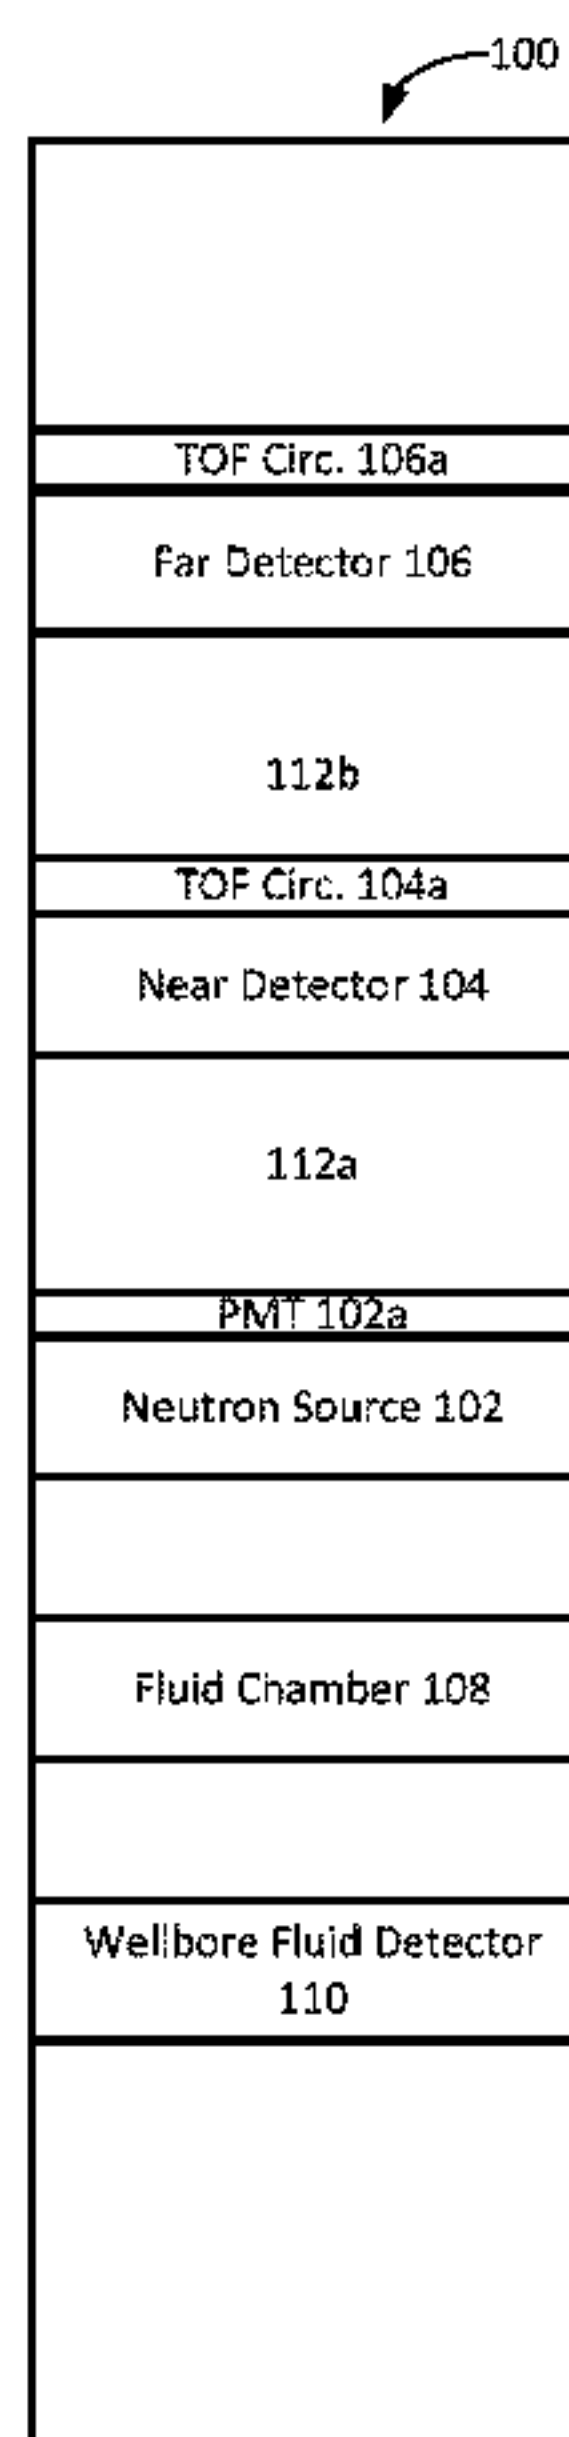 100
TOF Circ. 106a
Far Detector 106
112b
TOF Circ. 104a
Near Detector 104
112a
PMT 102a
Neutron Source 102
Fluid Chamber 108
Wellbore Fluid Detector
110